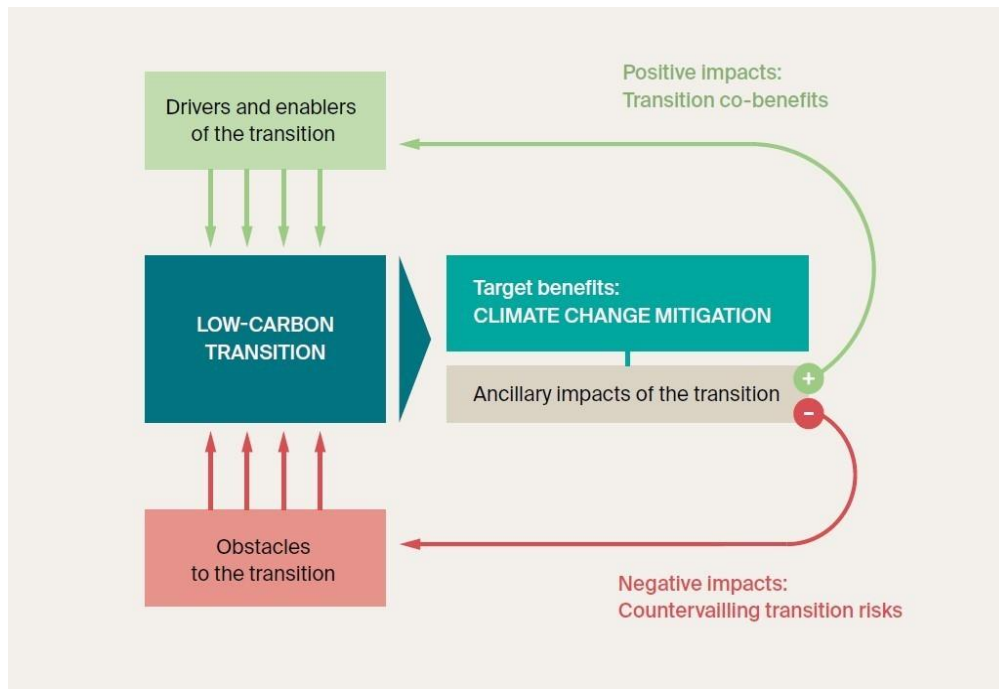 Positive impacts:
Transition co-benefits
Drivers and enablers
of the transition
LOW-CARBON
TRANSITION
Target benefits:
CLIMATE CHANGE MITIGATION
Ancillary impacts of the transition
+
–
Obstacles
to the transition
Negative impacts:
Countervailling transition risks